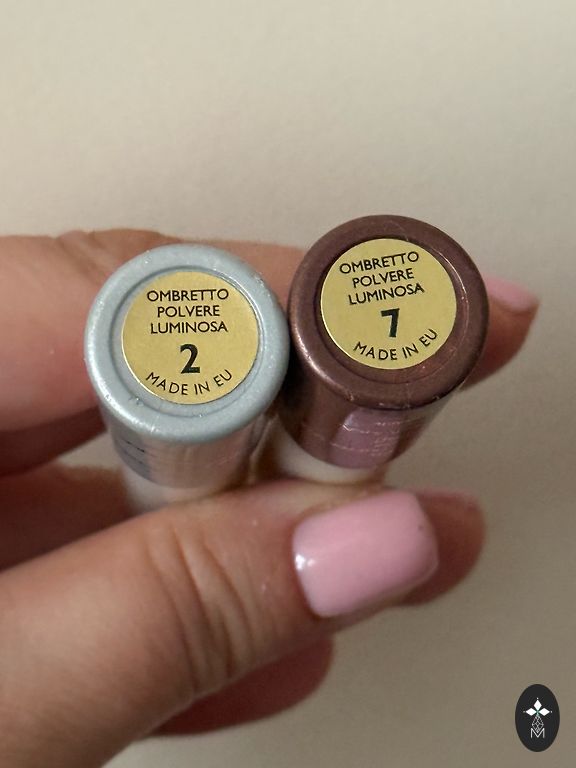 OMBRETTO
POLVERE
LUMINOSA
2
MADE IN EU
OMBRETTO
POLVERE
LUMINOSA
7
MADE IN EU
M